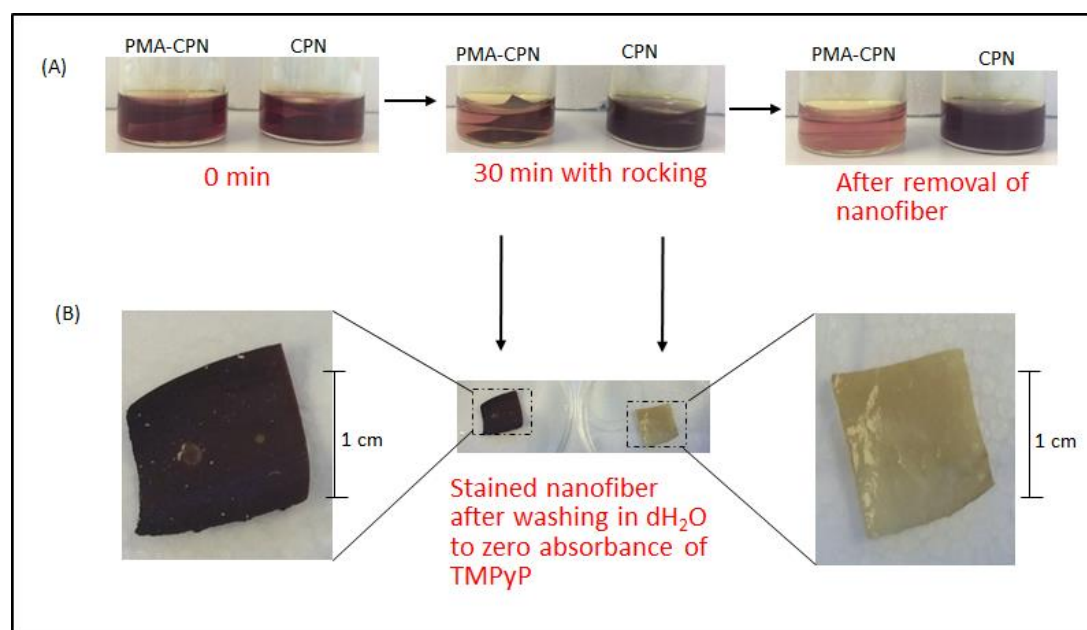 (A)
PMA-CPN
CPN
PMA-CPN
CPN
PMA-CPN
CPN
0 min
30 min with rocking
After removal of
nanofiber
(B)
1 cm
1 cm
Stained nanofiber
after washing in dH₂O
to zero absorbance of
TMPyP